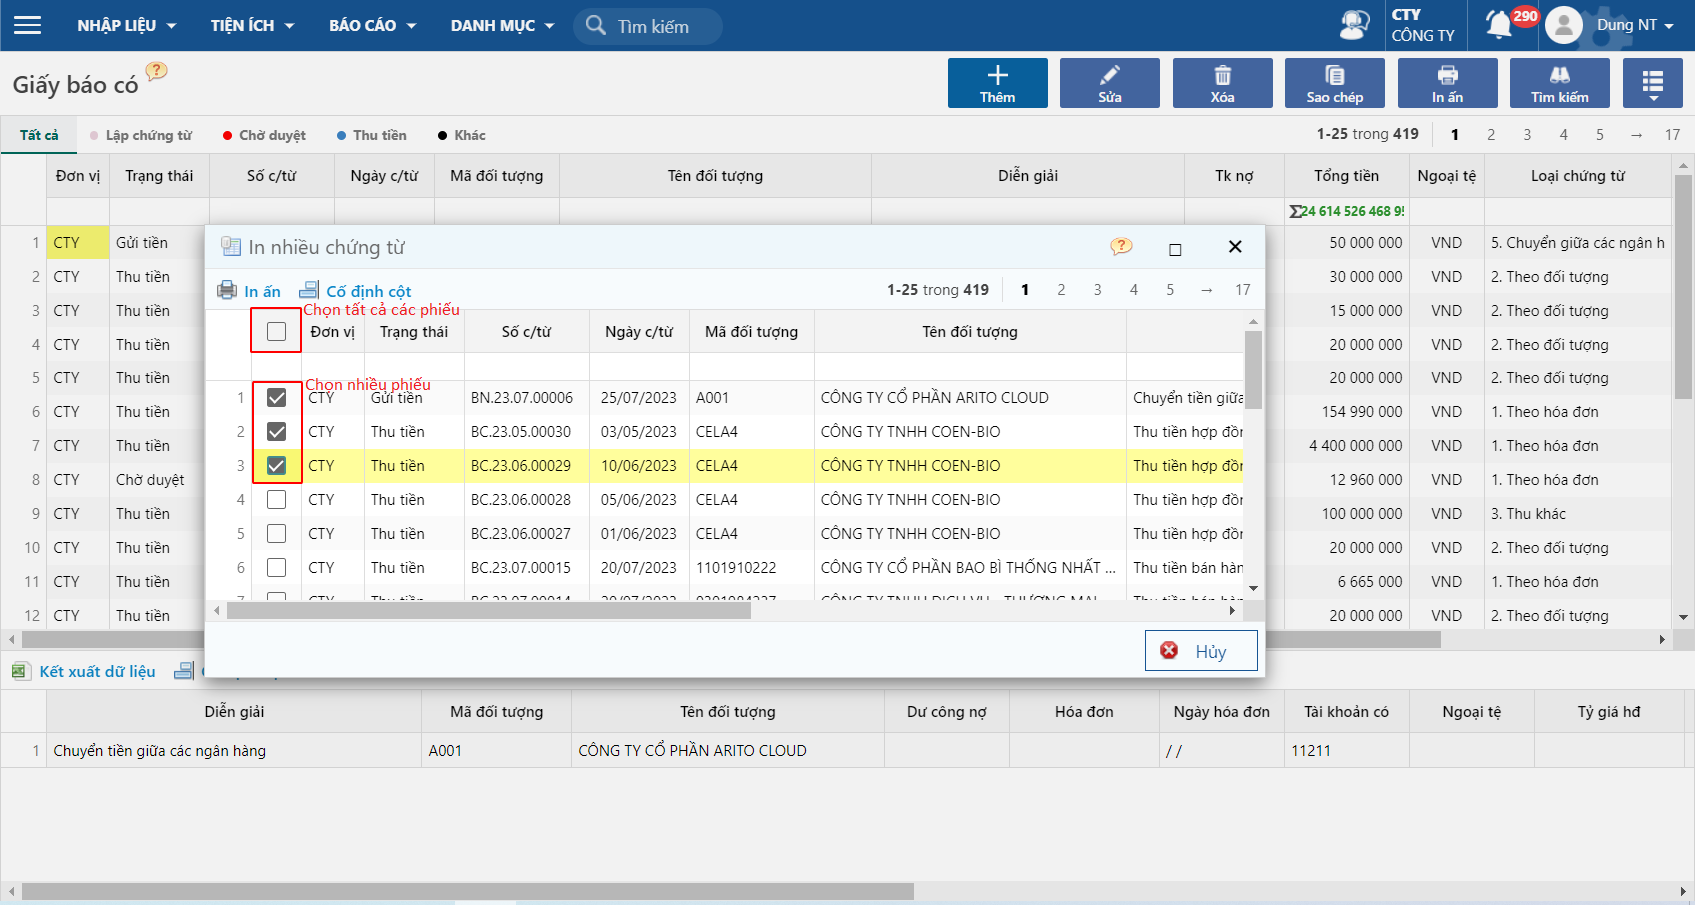 NHẬP LIỆU TIỆN ÍCH BÁO CÁO DANH MỤC Tìm kiếm CTY CÔNG TY 290 Dung NT
Giấy báo có ?
Thêm Sửa Xóa Sao chép In ấn Tìm kiếm
Tất cả Lập chứng từ Chờ duyệt Thu tiền Khác 1-25 trong 419 1 2 3 4 5 → 17
Đơn vị Trạng thái Số c/từ Ngày c/từ Mã đối tượng Tên đối tượng Diễn giải Tk nợ Tổng tiền Ngoại tệ Loại chứng từ
Σ24 614 526 468 95
1 CTY Gửi tiền 50 000 000 VND 5. Chuyển giữa các ngân h
2 CTY Thu tiền 30 000 000 VND 2. Theo đối tượng
3 CTY Thu tiền 15 000 000 VND 2. Theo đối tượng
4 CTY Thu tiền 20 000 000 VND 2. Theo đối tượng
5 CTY Thu tiền 20 000 000 VND 2. Theo đối tượng
6 CTY Thu tiền 154 990 000 VND 1. Theo hóa đơn
7 CTY Thu tiền 4 400 000 000 VND 1. Theo hóa đơn
8 CTY Chờ duyệt 12 960 000 VND 1. Theo hóa đơn
9 CTY Thu tiền 100 000 000 VND 3. Thu khác
10 CTY Thu tiền 20 000 000 VND 2. Theo đối tượng
11 CTY Thu tiền 6 665 000 VND 1. Theo hóa đơn
12 CTY Thu tiền 20 000 000 VND 2. Theo đối tượng
In nhiều chứng từ ?
In ấn Cố định cột 1-25 trong 419 1 2 3 4 5 → 17
Chọn tất cả các phiếu
Đơn vị Trạng thái Số c/từ Ngày c/từ Mã đối tượng Tên đối tượng
Chọn nhiều phiếu
1 CTY Gửi tiền BN.23.07.00006 25/07/2023 A001 CÔNG TY CỔ PHẦN ARITO CLOUD Chuyển tiền giữa
2 CTY Thu tiền BC.23.05.00030 03/05/2023 CELA4 CÔNG TY TNHH COEN-BIO Thu tiền hợp đồn
3 CTY Thu tiền BC.23.06.00029 10/06/2023 CELA4 CÔNG TY TNHH COEN-BIO Thu tiền hợp đồn
4 CTY Thu tiền BC.23.06.00028 05/06/2023 CELA4 CÔNG TY TNHH COEN-BIO Thu tiền hợp đồn
5 CTY Thu tiền BC.23.06.00027 01/06/2023 CELA4 CÔNG TY TNHH COEN-BIO Thu tiền hợp đồn
6 CTY Thu tiền BC.23.07.00015 20/07/2023 1101910222 CÔNG TY CỔ PHẦN BAO BÌ THỐNG NHẤT ... Thu tiền bán hàn
Hủy
Kết xuất dữ liệu
Diễn giải Mã đối tượng Tên đối tượng Dư công nợ Hóa đơn Ngày hóa đơn Tài khoản có Ngoại tệ Tỷ giá hđ
1 Chuyển tiền giữa các ngân hàng A001 CÔNG TY CỔ PHẦN ARITO CLOUD / / 11211